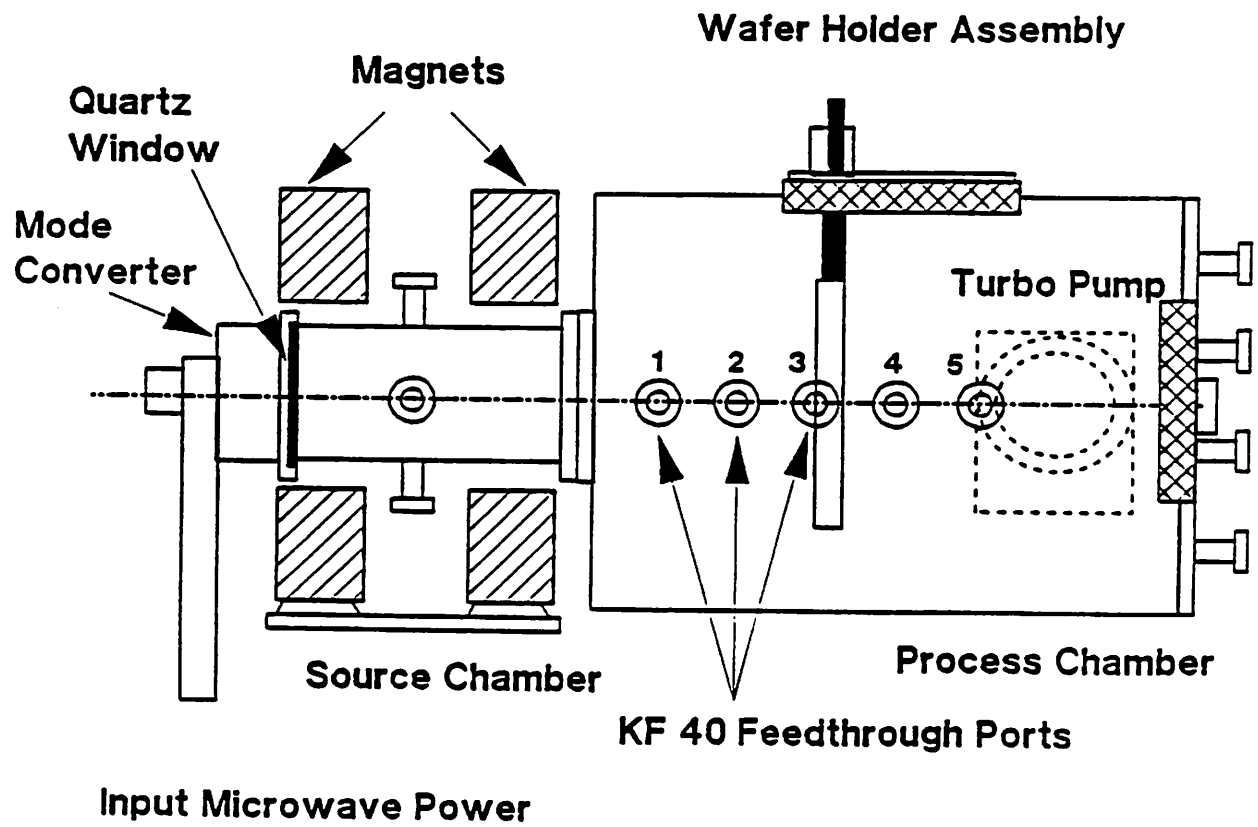 Wafer Holder Assembly
Magnets
Quartz
Window
Mode
Converter
Turbo Pump
1 2 3 4 5
Source Chamber
Process Chamber
KF 40 Feedthrough Ports
Input Microwave Power